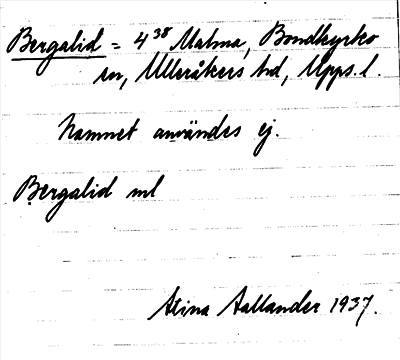 Bergalid = 4³⁸ Malma, Bondkyrko
sn, Ulleråkers hd, Upps. l.
Namnet användes ej.
Bergalid ml
Stina Aallander 1937.